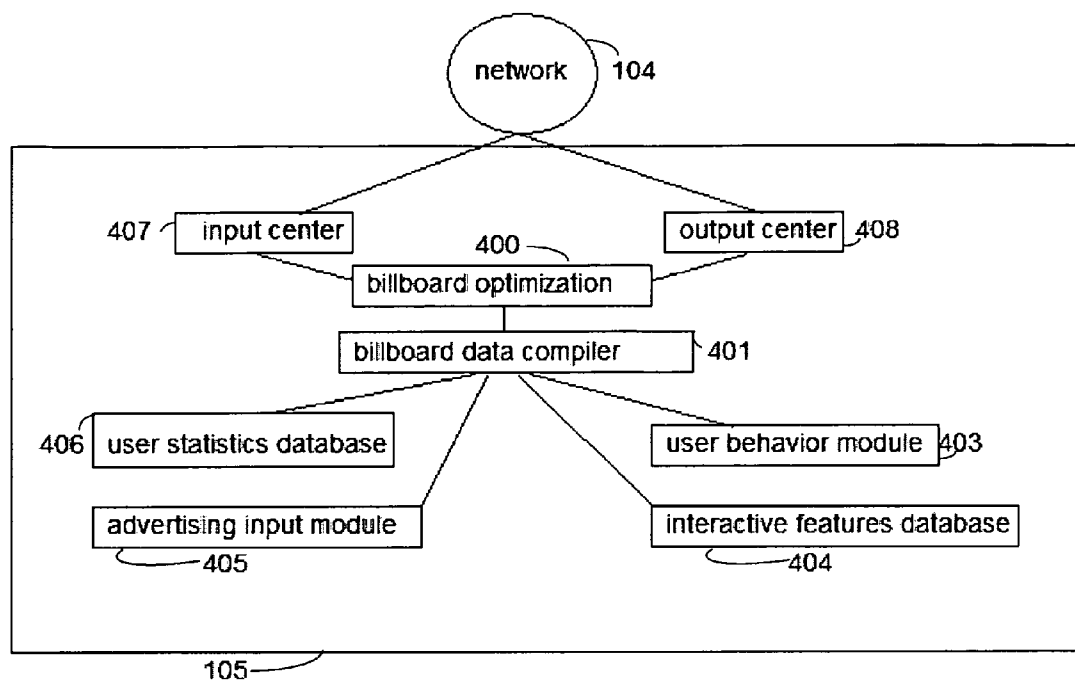 network
104
407
input center
output center
408
400
billboard optimization
billboard data compiler
401
406
user statistics database
user behavior module
403
advertising input module
interactive features database
405
404
105